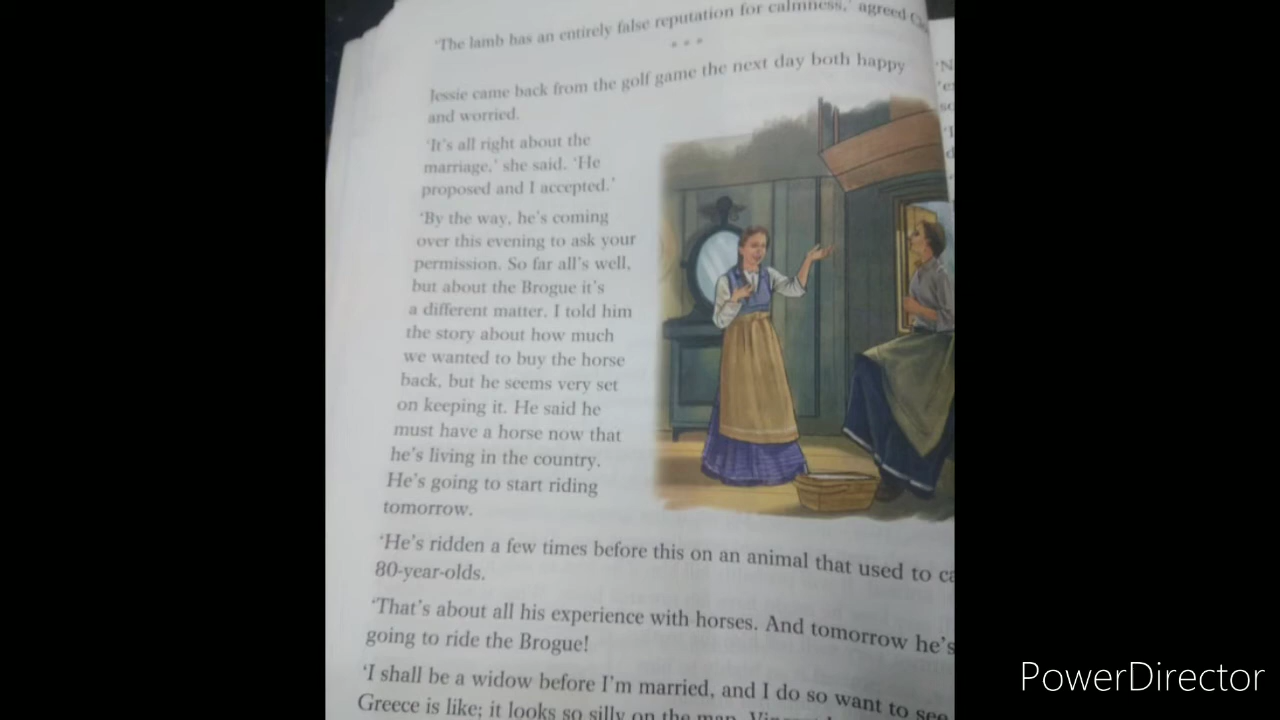 'The lamb has an entirely false reputation for calmness,' agreed
* * *
Jessie came back from the golf game the next day both happy
and worried.
'It's all right about the
marriage,' she said. 'He
proposed and I accepted.'
'By the way, he's coming
over this evening to ask your
permission. So far all's well,
but about the Brogue it's
a different matter. I told him
the story about how much
we wanted to buy the horse
back, but he seems very set
on keeping it. He said he
must have a horse now that
he's living in the country.
He's going to start riding
tomorrow.
'He's ridden a few times before this on an animal that used to
80-year-olds.
'That's about all his experience with horses. And tomorrow he's
going to ride the Brogue!
'I shall be a widow before I'm married, and I do so want to see
Greece is like; it looks so silly on the map.
PowerDirector